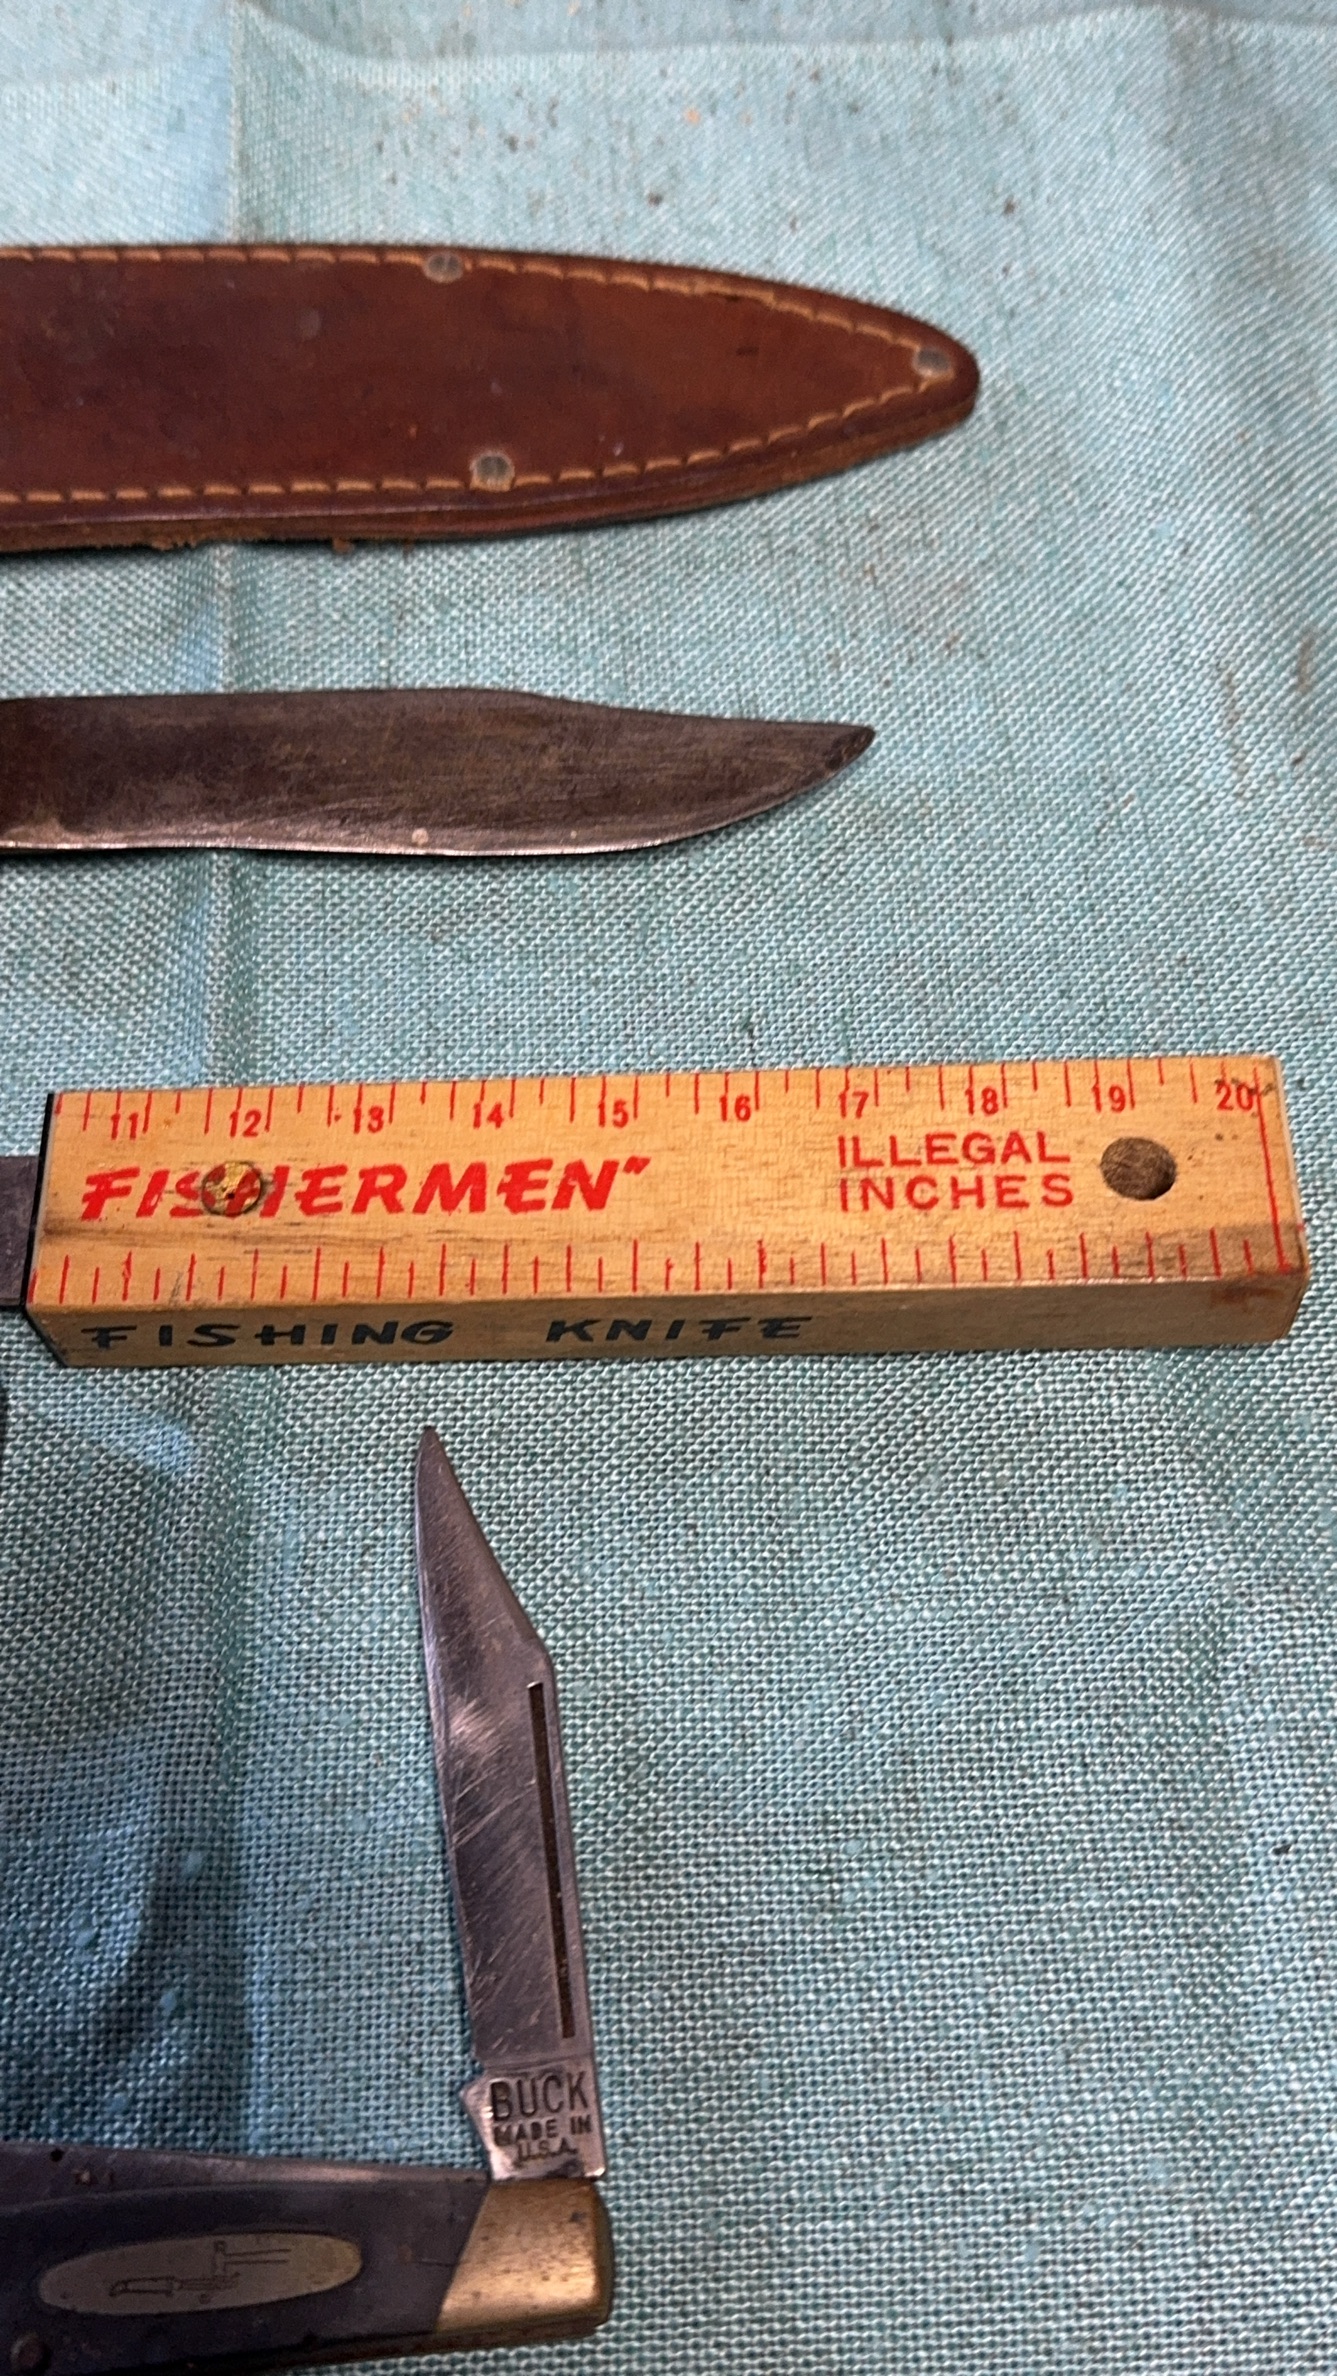 11 12 13 14 15 16 17 18 19 20
FISHERMEN"
ILLEGAL
INCHES
FISHING KNIFE
BUCK
MADE IN
U.S.A.